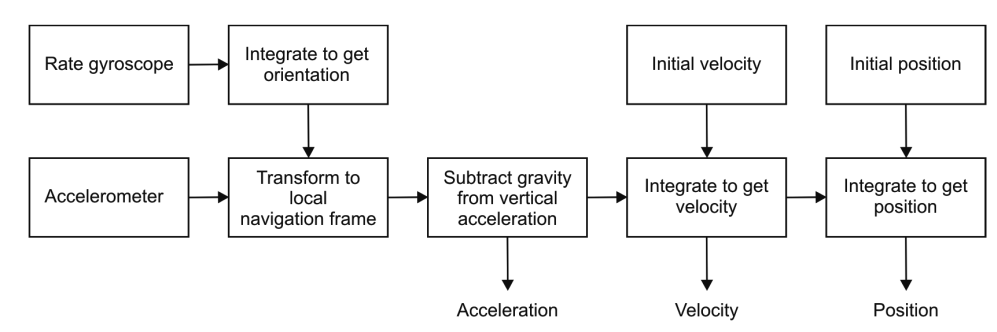 Rate gyroscope
Integrate to get
orientation
Initial velocity
Initial position
Accelerometer
Transform to
local
navigation frame
Subtract gravity
from vertical
acceleration
Integrate to get
velocity
Integrate to get
position
Acceleration
Velocity
Position